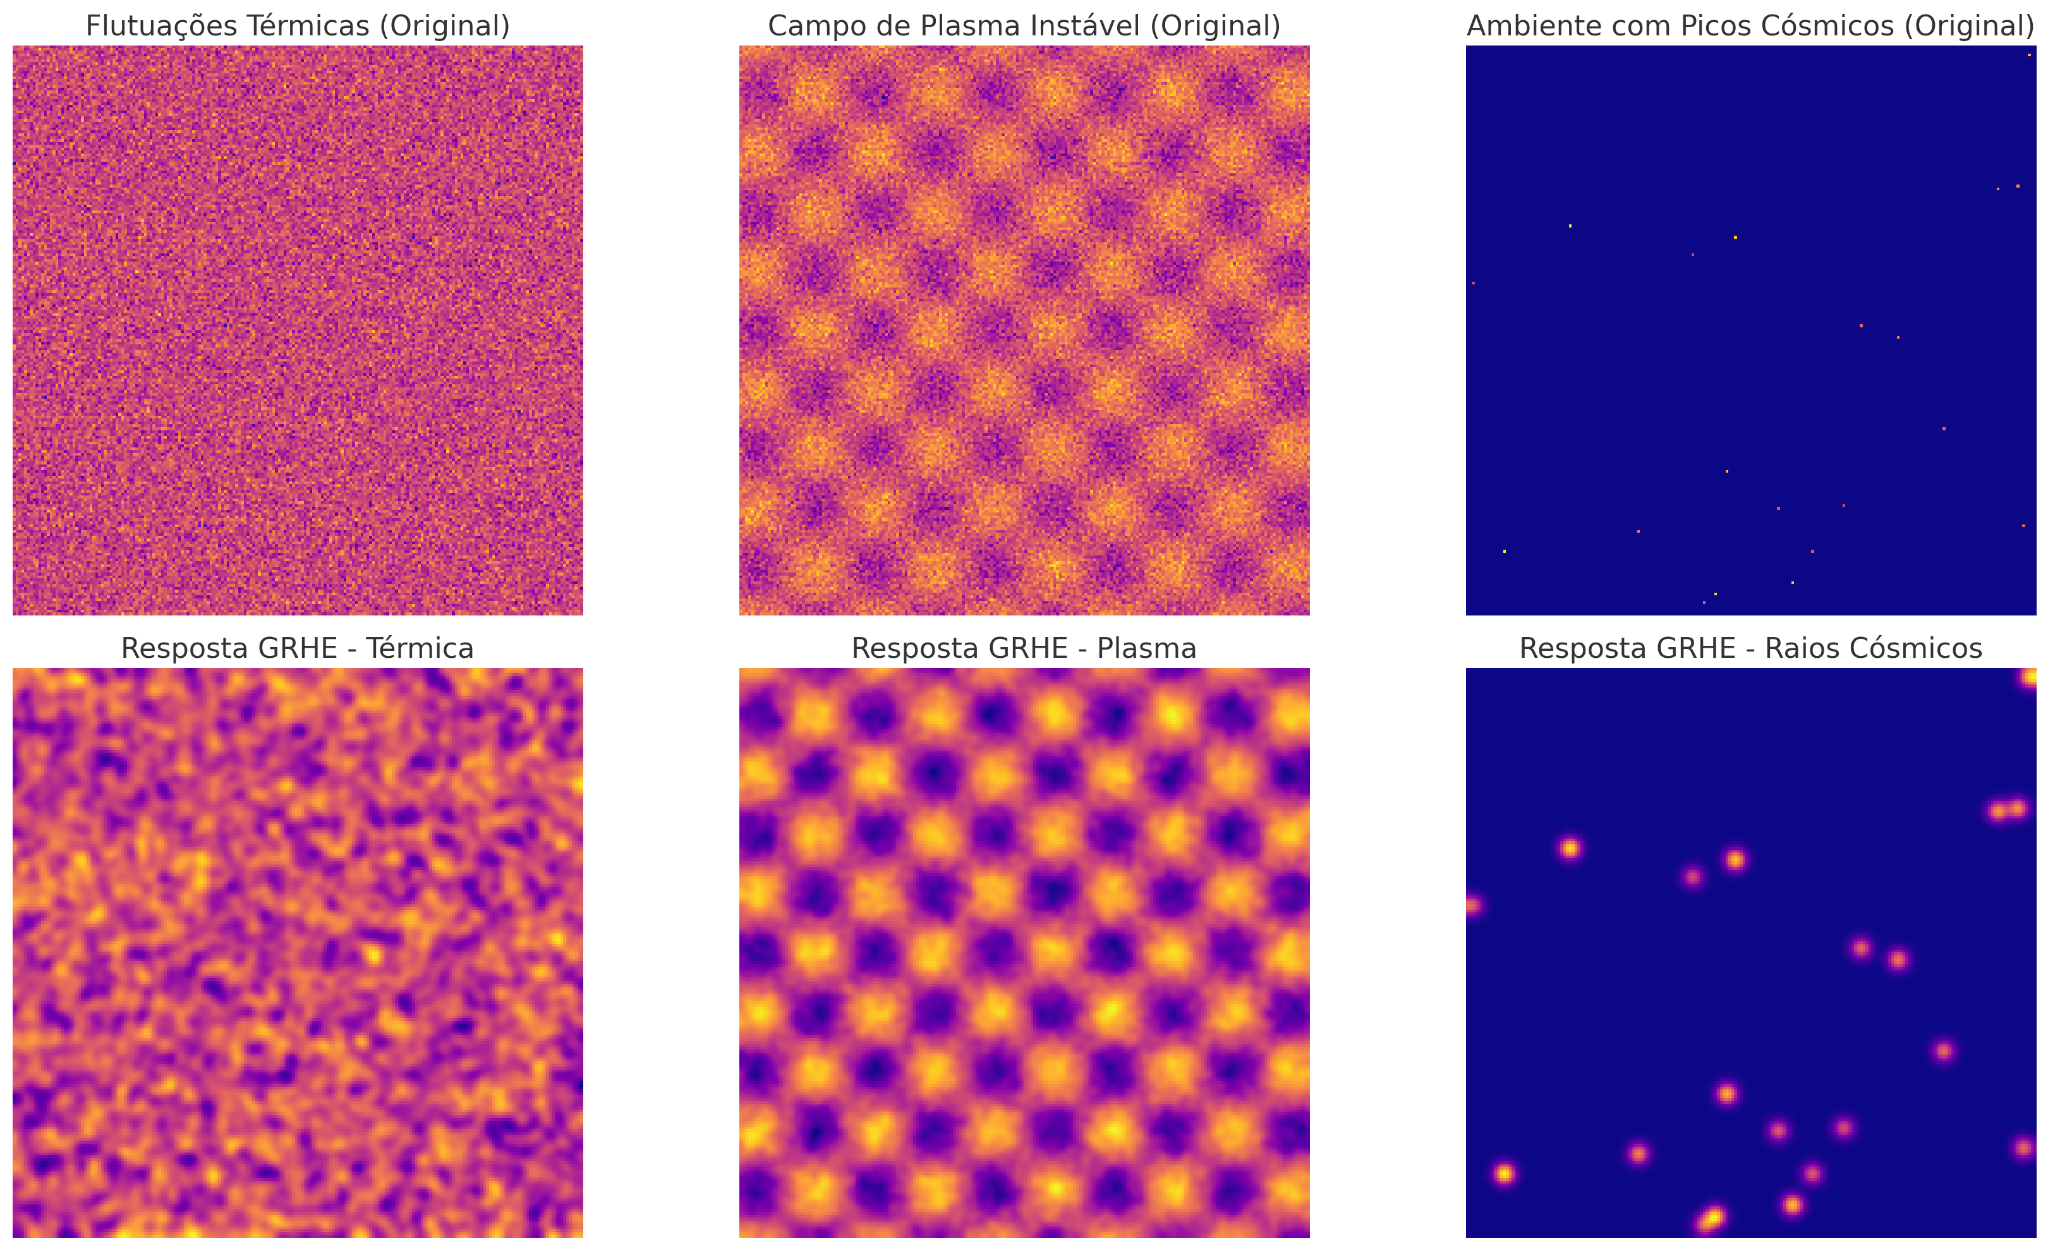 Flutuações Térmicas (Original)
Campo de Plasma Instável (Original)
Ambiente com Picos Cósmicos (Original)
Resposta GRHE - Térmica
Resposta GRHE - Plasma
Resposta GRHE - Raios Cósmicos